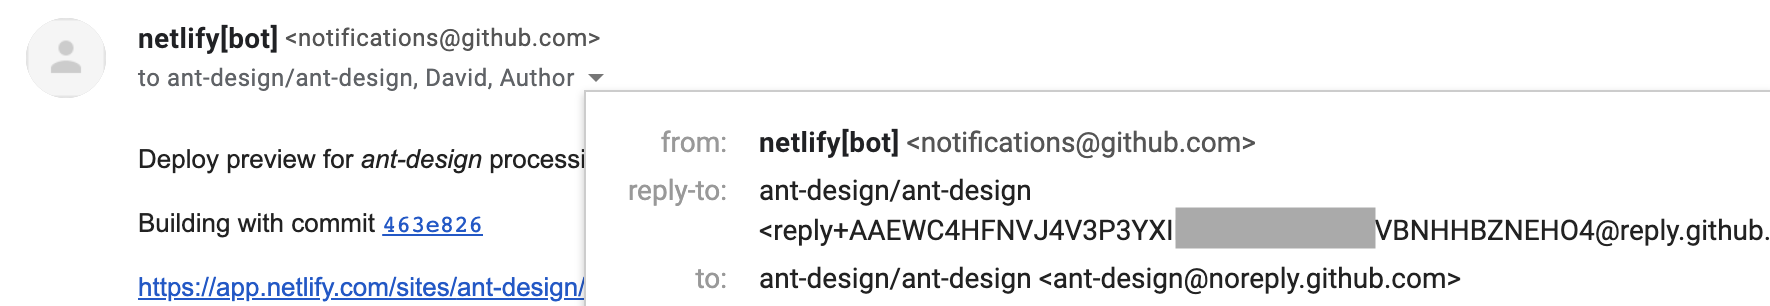 netlify[bot] <notifications@github.com>
to ant-design/ant-design, David, Author
Deploy preview for ant-design processi
Building with commit 463e826
https://app.netlify.com/sites/ant-design/
from: netlify[bot] <notifications@github.com>
reply-to: ant-design/ant-design
<reply+AAEWC4HFNVJ4V3P3YXI VBNHHBZNEHO4@reply.github.
to: ant-design/ant-design <ant-design@noreply.github.com>